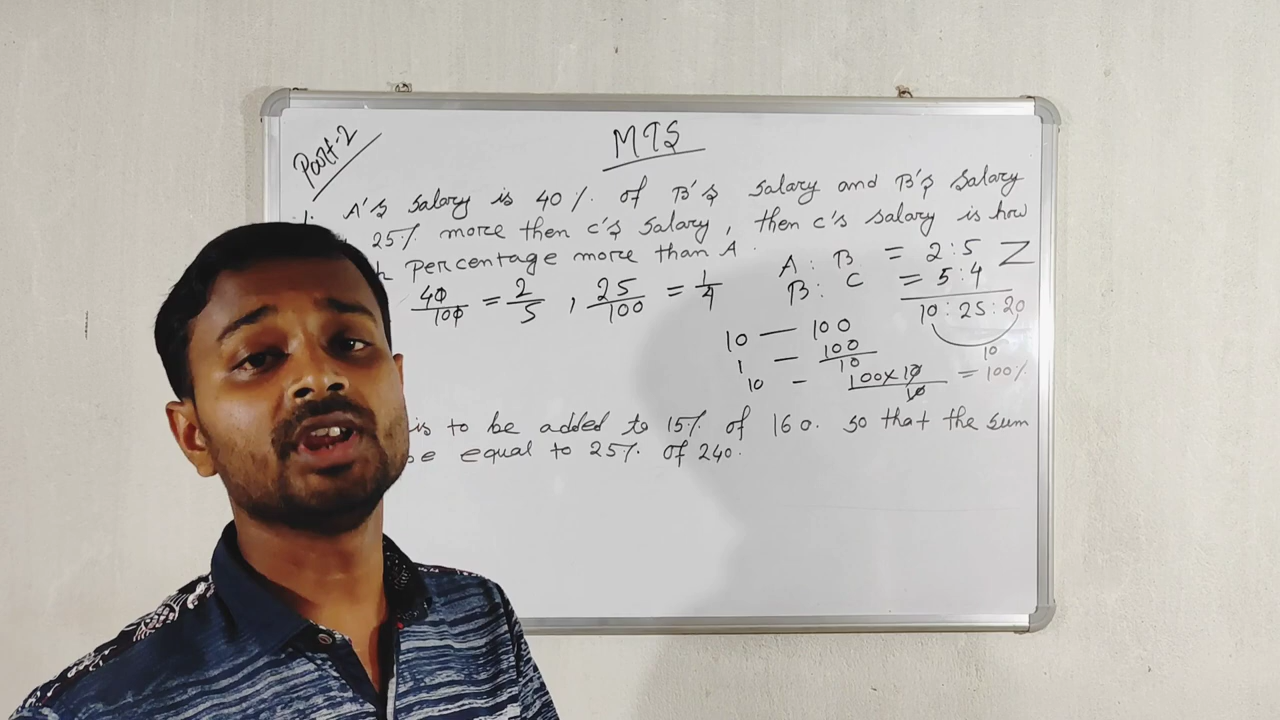 Part-2
MTS
A's salary is 40% of B's salary and B's salary
25% more then c's salary, then c's salary is how
percentage more than A.
40/100 = 2/5 , 25/100 = 1/4
A : B = 2:5
B : C = 5:4
10 : 25 : 20
10
10 — 100
1 — 100/10
10 - 100×10/10 = 100%
is to be added to 15% of 160. so that the sum
be equal to 25% of 240.